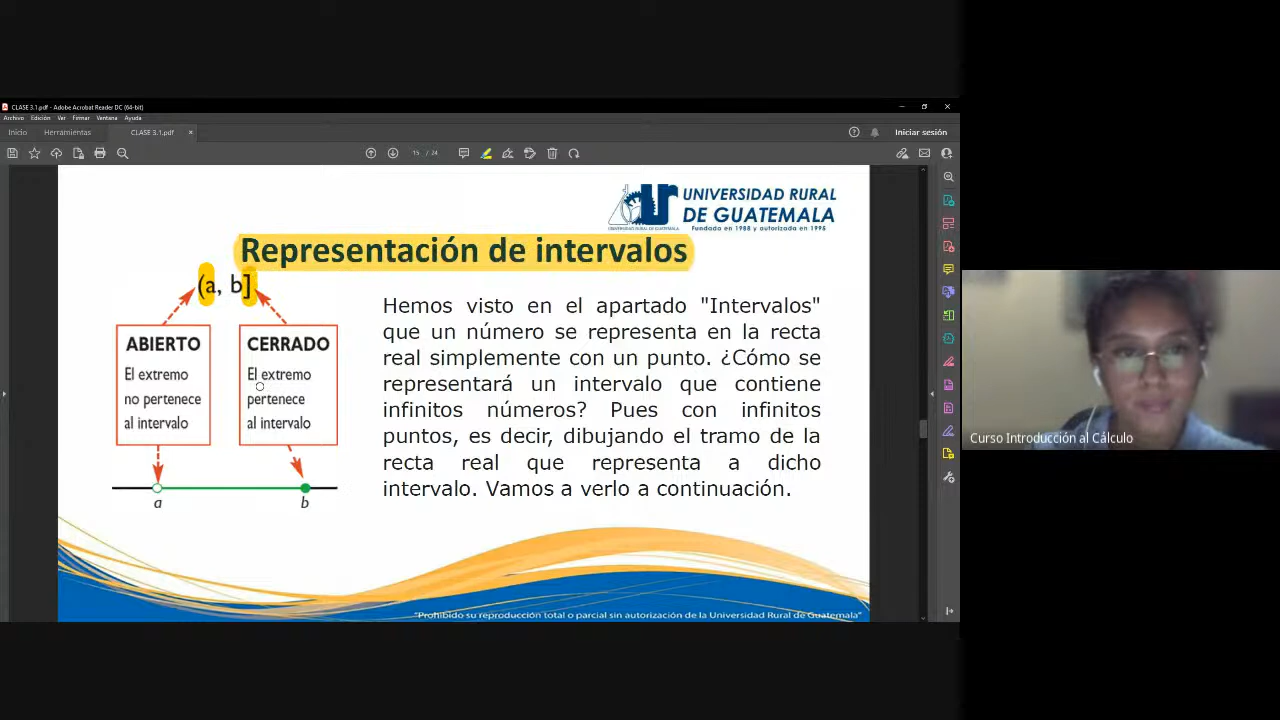 CLASE 3.1.pdf - Adobe Acrobat Reader DC (64-bit)
Archivo Edición Ver Firmar Ventana Ayuda
Inicio Herramientas CLASE 3.1.pdf × Iniciar sesión
15 / 24
UNIVERSIDAD RURAL
DE GUATEMALA
Fundada en 1988 y autorizada en 1995
Representación de intervalos
(a, b]
ABIERTO
El extremo
no pertenece
al intervalo
CERRADO
El extremo
pertenece
al intervalo
a b
Hemos visto en el apartado "Intervalos"
que un número se representa en la recta
real simplemente con un punto. ¿Cómo se
representará un intervalo que contiene
infinitos números? Pues con infinitos
puntos, es decir, dibujando el tramo de la
recta real que representa a dicho
intervalo. Vamos a verlo a continuación.
"Prohibido su reproducción total o parcial sin autorización de la Universidad Rural de Guatemala"
Curso Introducción al Cálculo